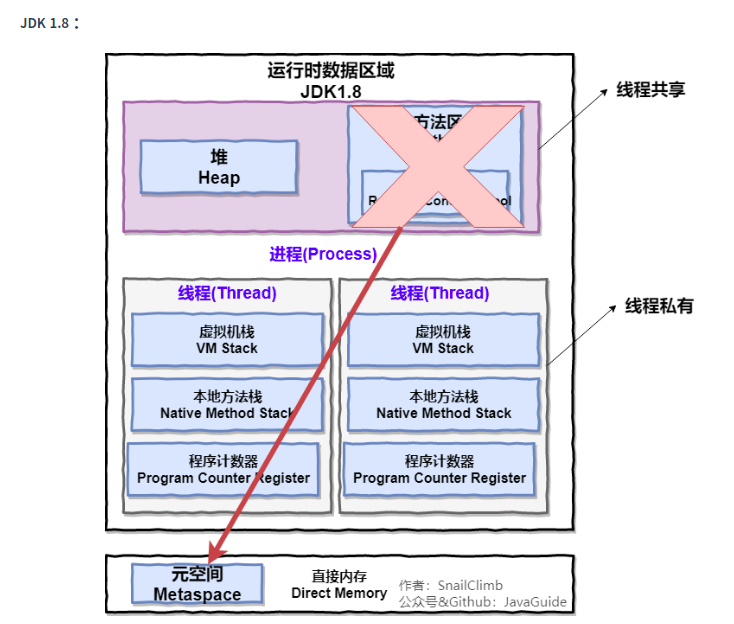 JDK 1.8：
运行时数据区域
JDK1.8
线程共享
方法区
堆
Heap
进程(Process)
线程(Thread)
线程(Thread)
线程私有
虚拟机栈
VM Stack
虚拟机栈
VM Stack
本地方法栈
Native Method Stack
本地方法栈
Native Method Stack
程序计数器
Program Counter Register
程序计数器
Program Counter Register
元空间
Metaspace
直接内存
Direct Memory
作者：SnailClimb
公众号&Github：JavaGuide